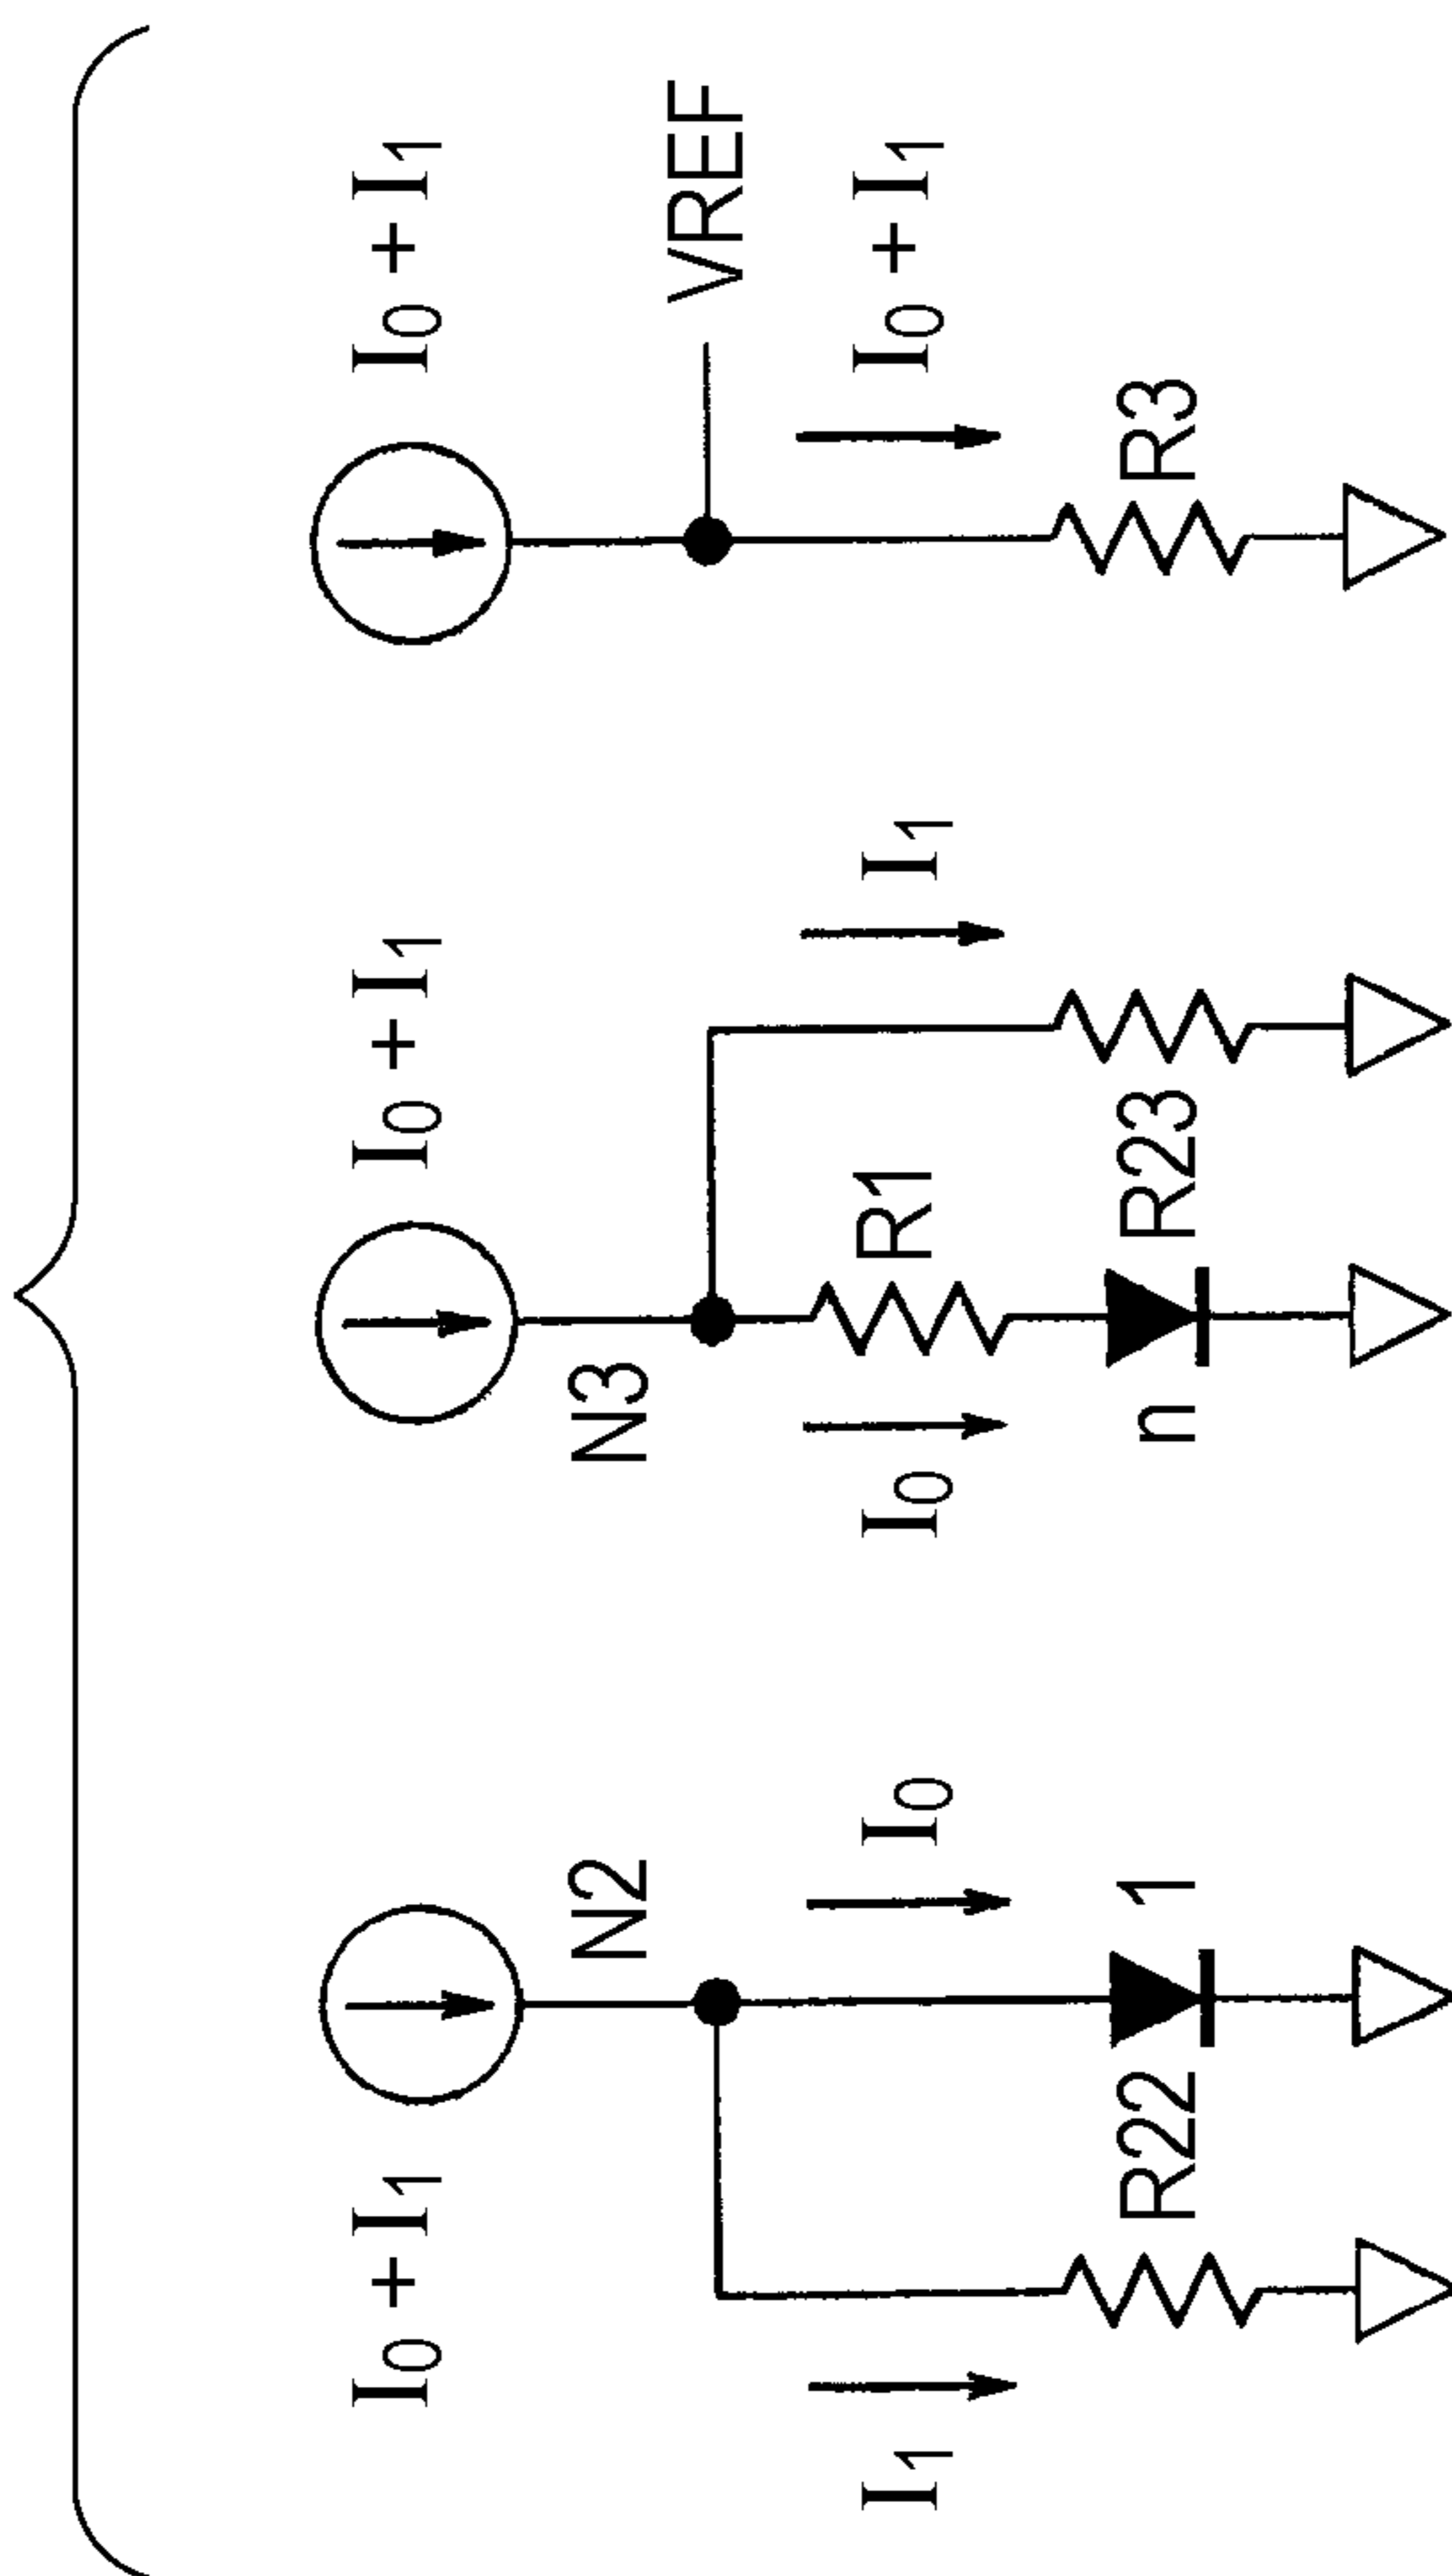 I₀ + I₁
N2
I₁
R22
I₀
1
I₀ + I₁
N3
I₀
n
R1
R23
I₁
I₀ + I₁
VREF
I₀ + I₁
R3